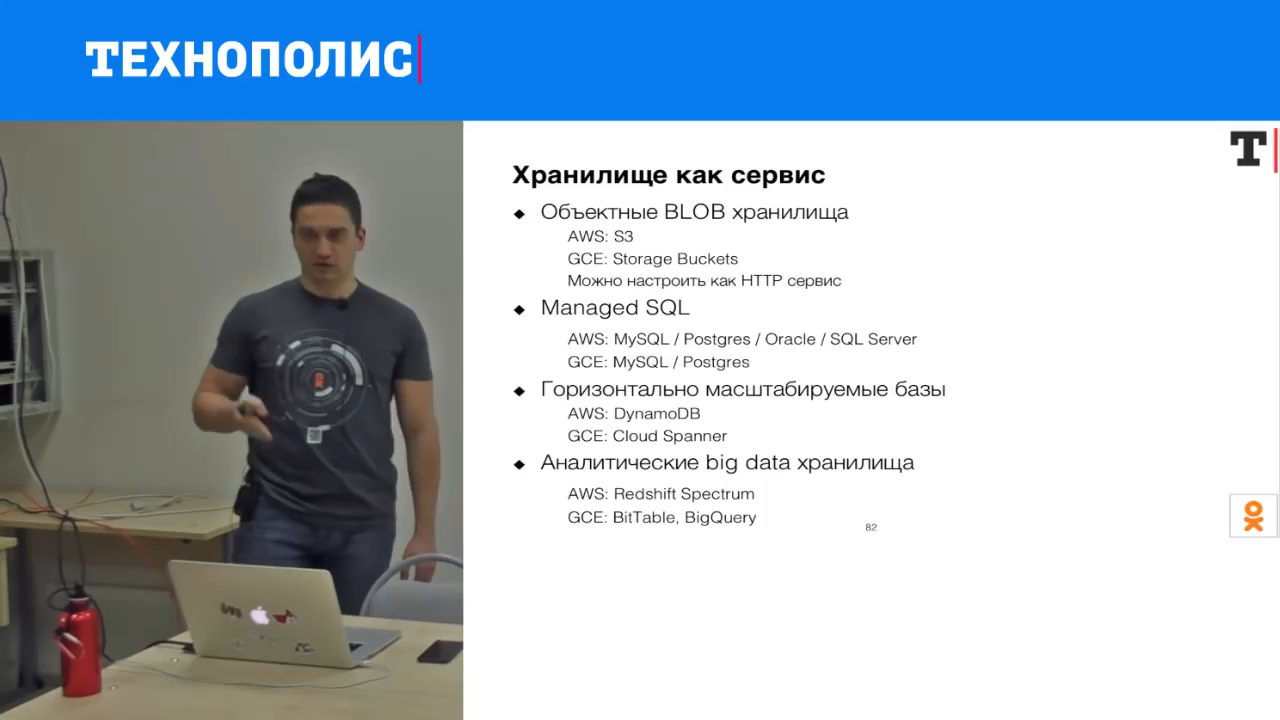 ТЕХНОПОЛИС
T
Хранилище как сервис
Объектные BLOB хранилища
AWS: S3
GCE: Storage Buckets
Можно настроить как HTTP сервис
Managed SQL
AWS: MySQL / Postgres / Oracle / SQL Server
GCE: MySQL / Postgres
Горизонтально масштабируемые базы
AWS: DynamoDB
GCE: Cloud Spanner
Аналитические big data хранилища
AWS: Redshift Spectrum
GCE: BitTable, BigQuery
82